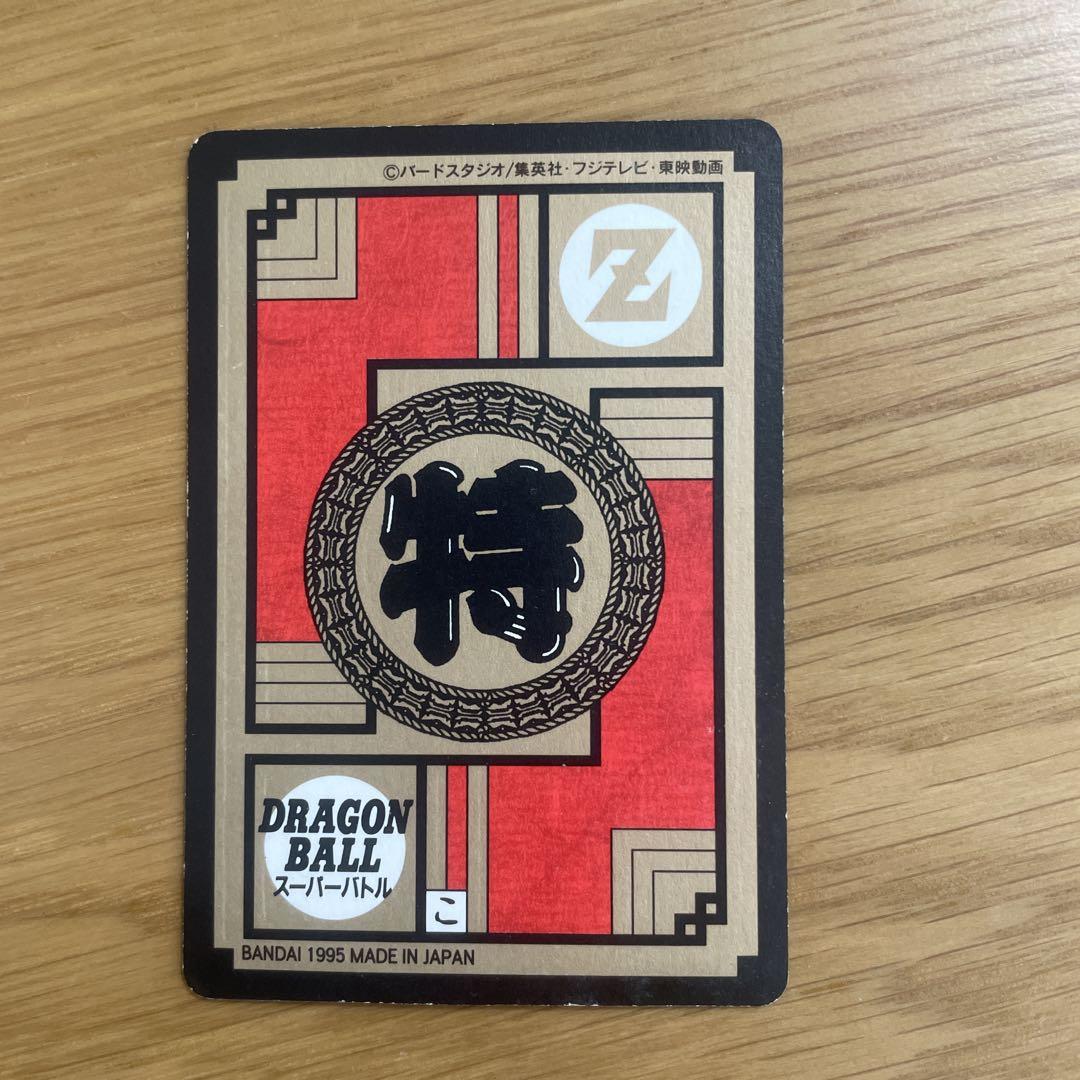 ©バードスタジオ/集英社・フジテレビ・東映動画
Z
特
DRAGON
BALL
スーパーバトル
こ
BANDAI 1995 MADE IN JAPAN